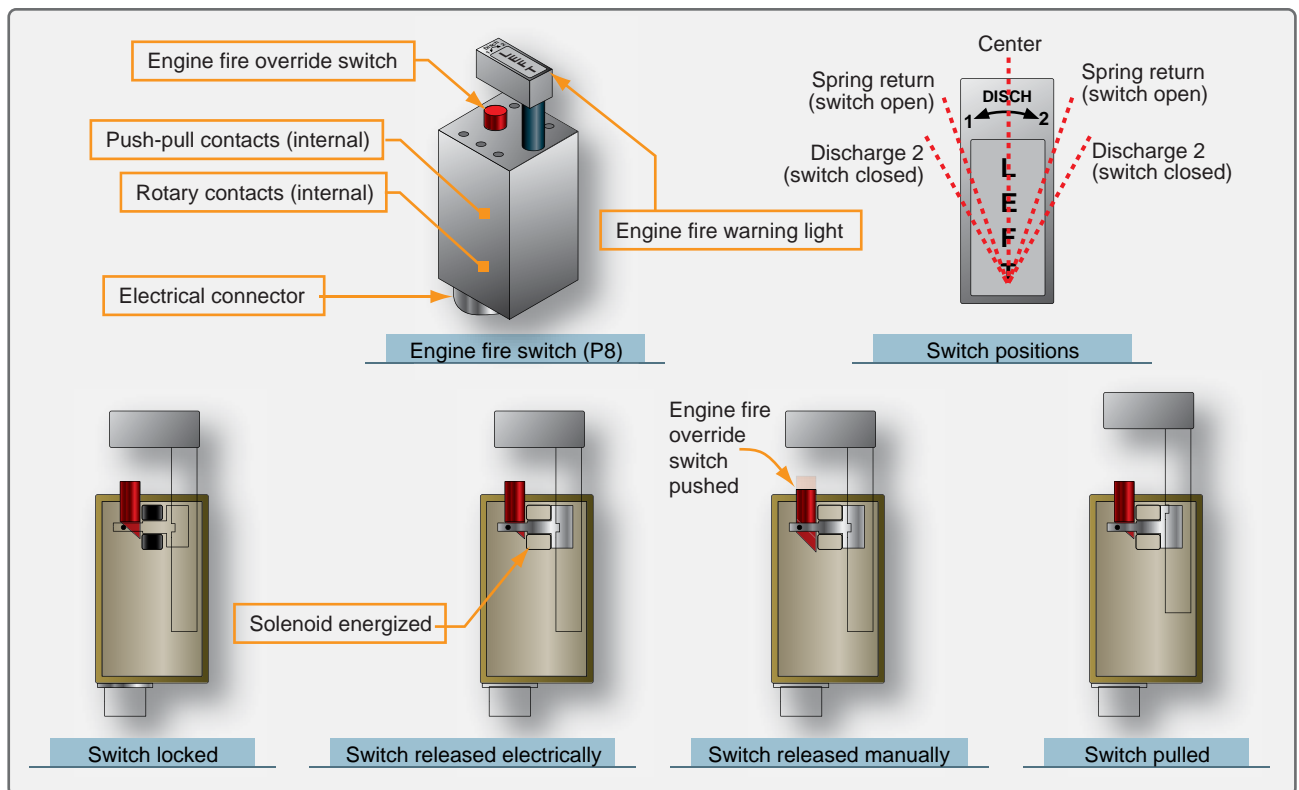 Engine fire override switch
Push-pull contacts (internal)
Rotary contacts (internal)
Electrical connector
LEFT
Engine fire warning light
Engine fire switch (P8)
Center
Spring return
(switch open)
Spring return
(switch open)
DISCH
1
2
Discharge 2
(switch closed)
Discharge 2
(switch closed)
L
E
F
T
Switch positions
Engine fire
override
switch
pushed
Solenoid energized
Switch locked
Switch released electrically
Switch released manually
Switch pulled